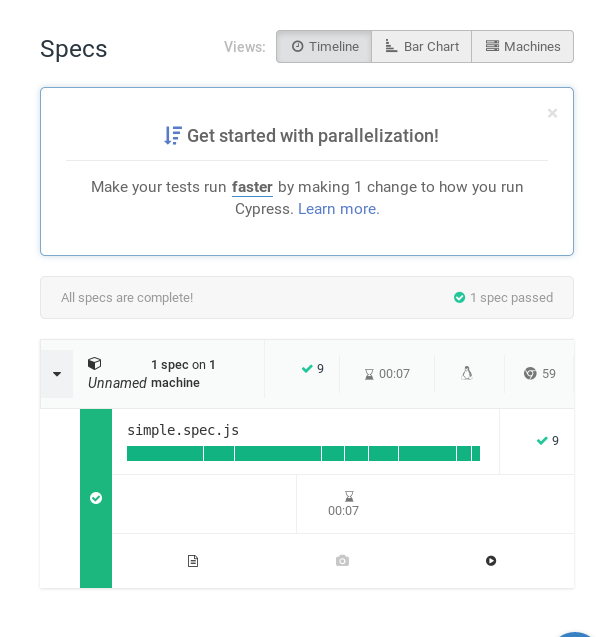 Specs
Views: Timeline Bar Chart Machines
×
Get started with parallelization!
Make your tests run faster by making 1 change to how you run
Cypress. Learn more.
All specs are complete! 1 spec passed
Unnamed
1 spec on 1
machine
9 00:07 59
simple.spec.js
9
00:07